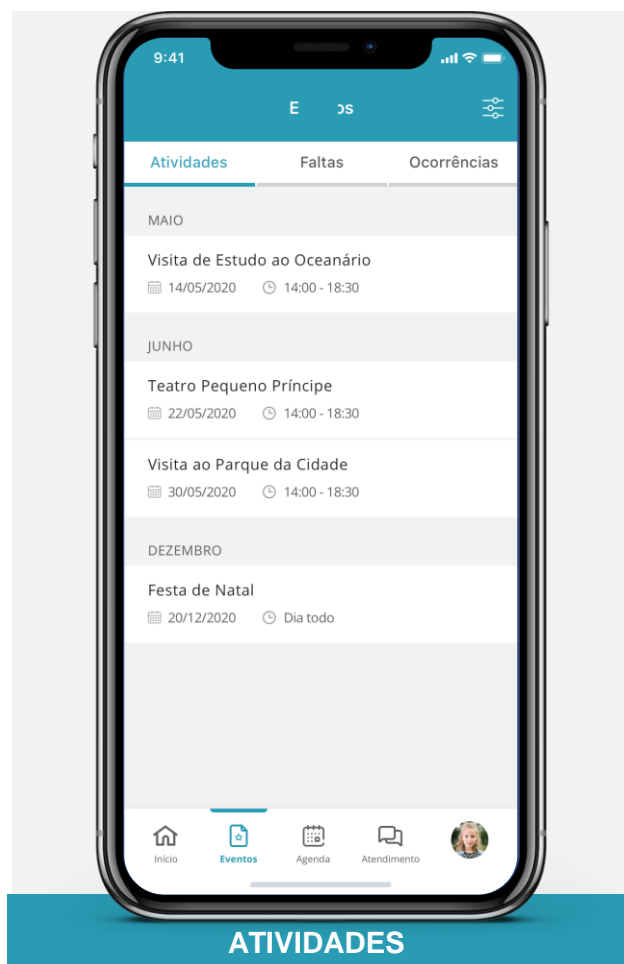 9:41
E os
Atividades Faltas Ocorrências
MAIO
Visita de Estudo ao Oceanário
14/05/2020 14:00 - 18:30
JUNHO
Teatro Pequeno Príncipe
22/05/2020 14:00 - 18:30
Visita ao Parque da Cidade
30/05/2020 14:00 - 18:30
DEZEMBRO
Festa de Natal
20/12/2020 Dia todo
Início Eventos Agenda Atendimento
ATIVIDADES